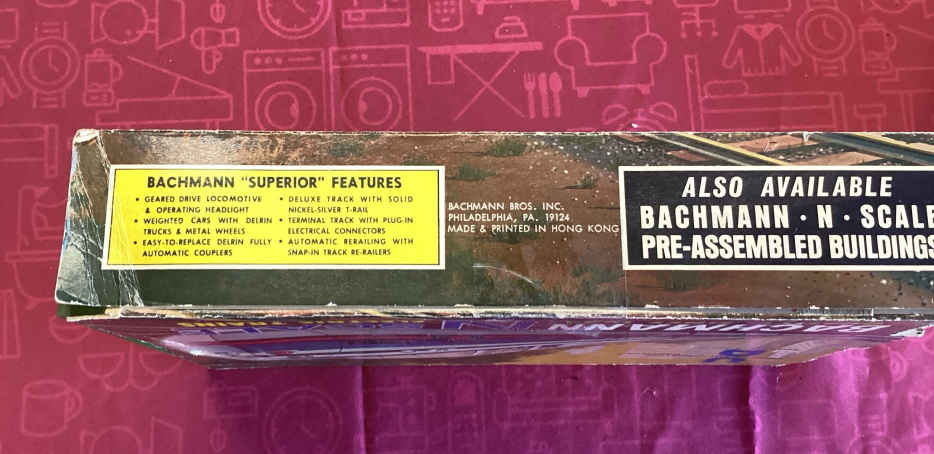 BACHMANN "SUPERIOR" FEATURES
• GEARED DRIVE LOCOMOTIVE
& OPERATING HEADLIGHT
• WEIGHTED CARS WITH DELRIN
TRUCKS & METAL WHEELS
• EASY-TO-REPLACE DELRIN FULLY
AUTOMATIC COUPLERS
• DELUXE TRACK WITH SOLID
NICKEL-SILVER T-RAIL
• TERMINAL TRACK WITH PLUG-IN
ELECTRICAL CONNECTORS
• AUTOMATIC RERAILING WITH
SNAP-IN TRACK RE-RAILERS
BACHMANN BROS. INC.
PHILADELPHIA, PA. 19124
MADE & PRINTED IN HONG KONG
ALSO AVAILABLE
BACHMANN • N • SCALE
PRE-ASSEMBLED BUILDINGS
BACHMANN N
TRAINS